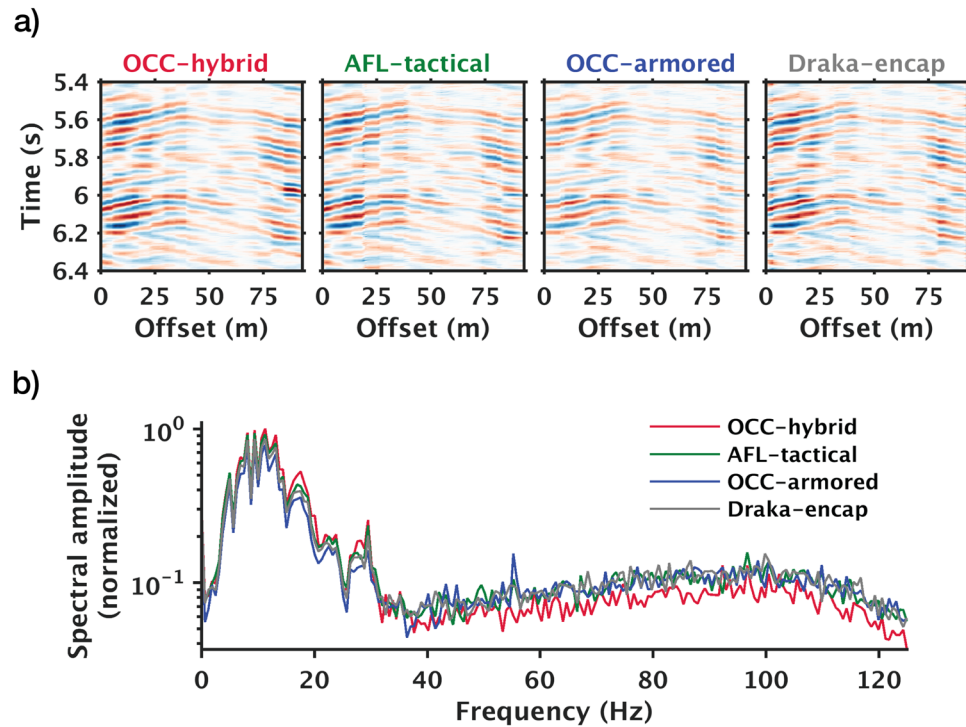 a)
OCC-hybrid AFL-tactical OCC-armored Draka-encap
Time (s)
5.4
5.6
5.8
6
6.2
6.4
0 25 50 75 0 25 50 75 0 25 50 75 0 25 50 75
Offset (m) Offset (m) Offset (m) Offset (m)
b)
Spectral amplitude
(normalized)
10^0
10^-1
OCC-hybrid
AFL-tactical
OCC-armored
Draka-encap
0 20 40 60 80 100 120
Frequency (Hz)